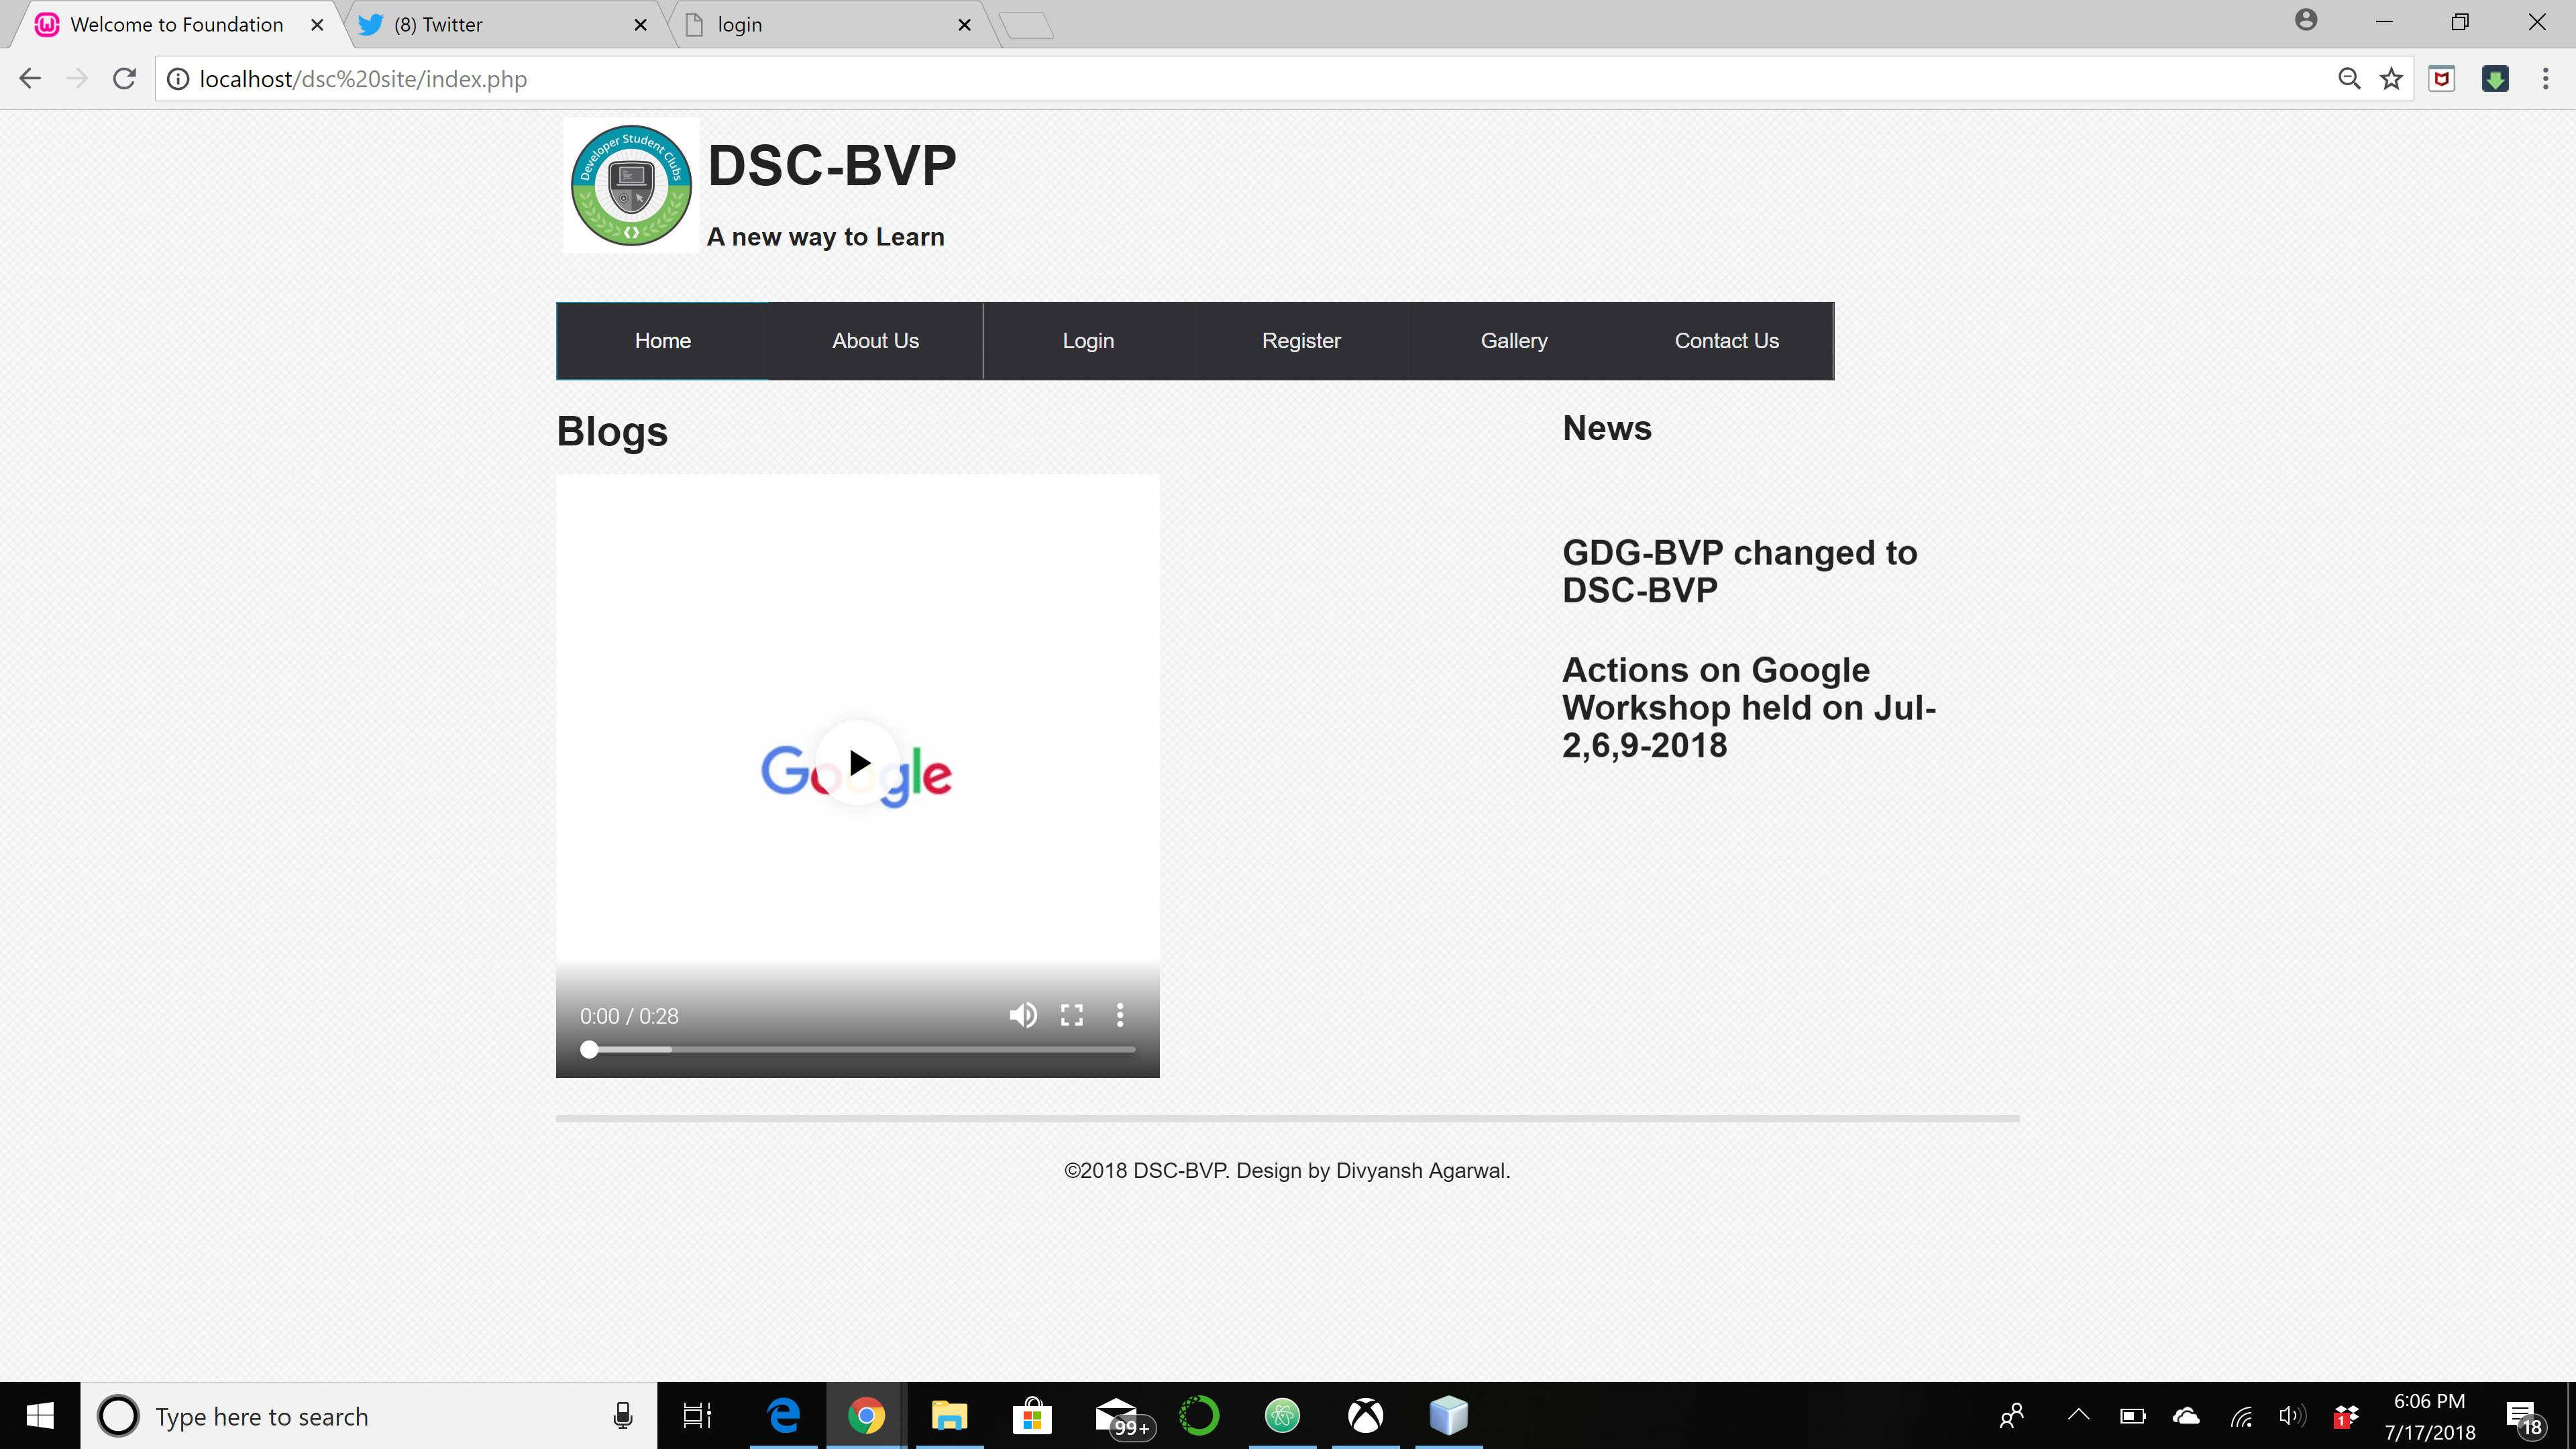 Welcome to Foundation
(8) Twitter
login
localhost/dsc%20site/index.php
Developer Student Clubs
DSC-BVP
A new way to Learn
Home
About Us
Login
Register
Gallery
Contact Us
Blogs
News
GDG-BVP changed to
DSC-BVP
Actions on Google
Workshop held on Jul-
2,6,9-2018
Google
0:00 / 0:28
©2018 DSC-BVP. Design by Divyansh Agarwal.
Type here to search
99+
1
6:06 PM
7/17/2018
18